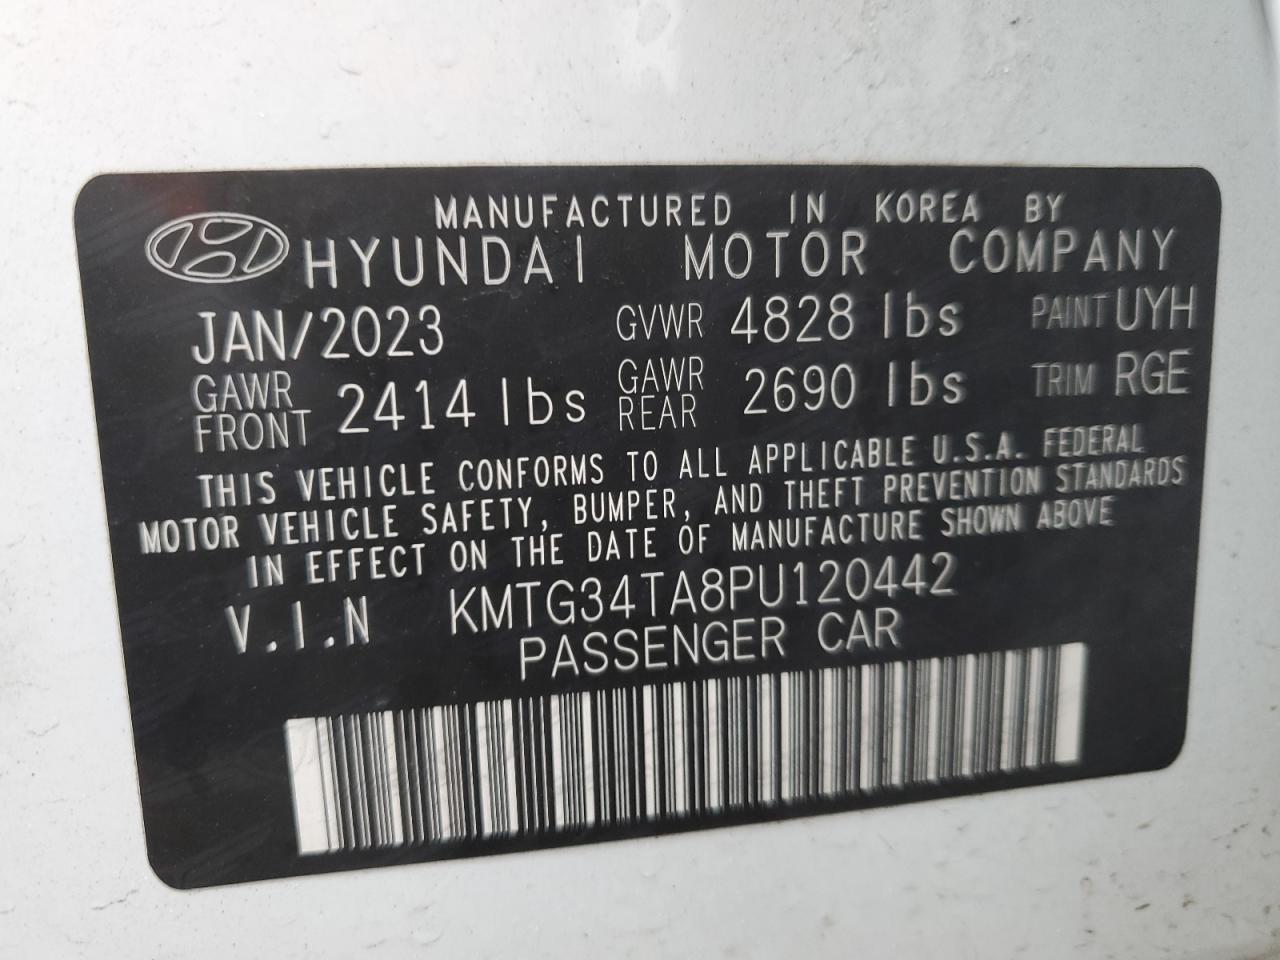 MANUFACTURED IN KOREA BY
HYUNDAI MOTOR COMPANY
JAN/2023 GVWR 4828 lbs PAINT UYH
GAWR FRONT 2414 lbs GAWR REAR 2690 lbs TRIM RGE
THIS VEHICLE CONFORMS TO ALL APPLICABLE U.S.A. FEDERAL
MOTOR VEHICLE SAFETY, BUMPER, AND THEFT PREVENTION STANDARDS
IN EFFECT ON THE DATE OF MANUFACTURE SHOWN ABOVE
V.I.N KMTG34TA8PU120442
PASSENGER CAR